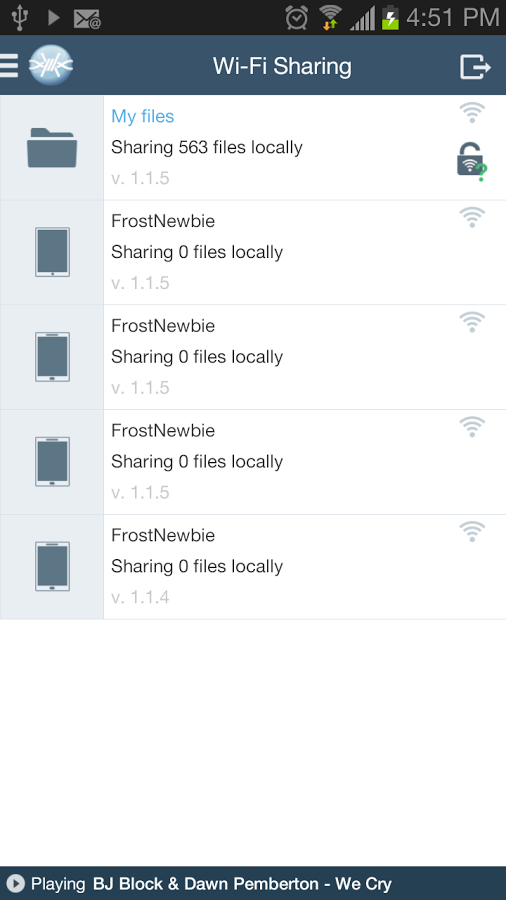 4:51 PM
Wi-Fi Sharing
My files
Sharing 563 files locally
v. 1.1.5
FrostNewbie
Sharing 0 files locally
v. 1.1.5
FrostNewbie
Sharing 0 files locally
v. 1.1.5
FrostNewbie
Sharing 0 files locally
v. 1.1.5
FrostNewbie
Sharing 0 files locally
v. 1.1.4
Playing BJ Block & Dawn Pemberton - We Cry